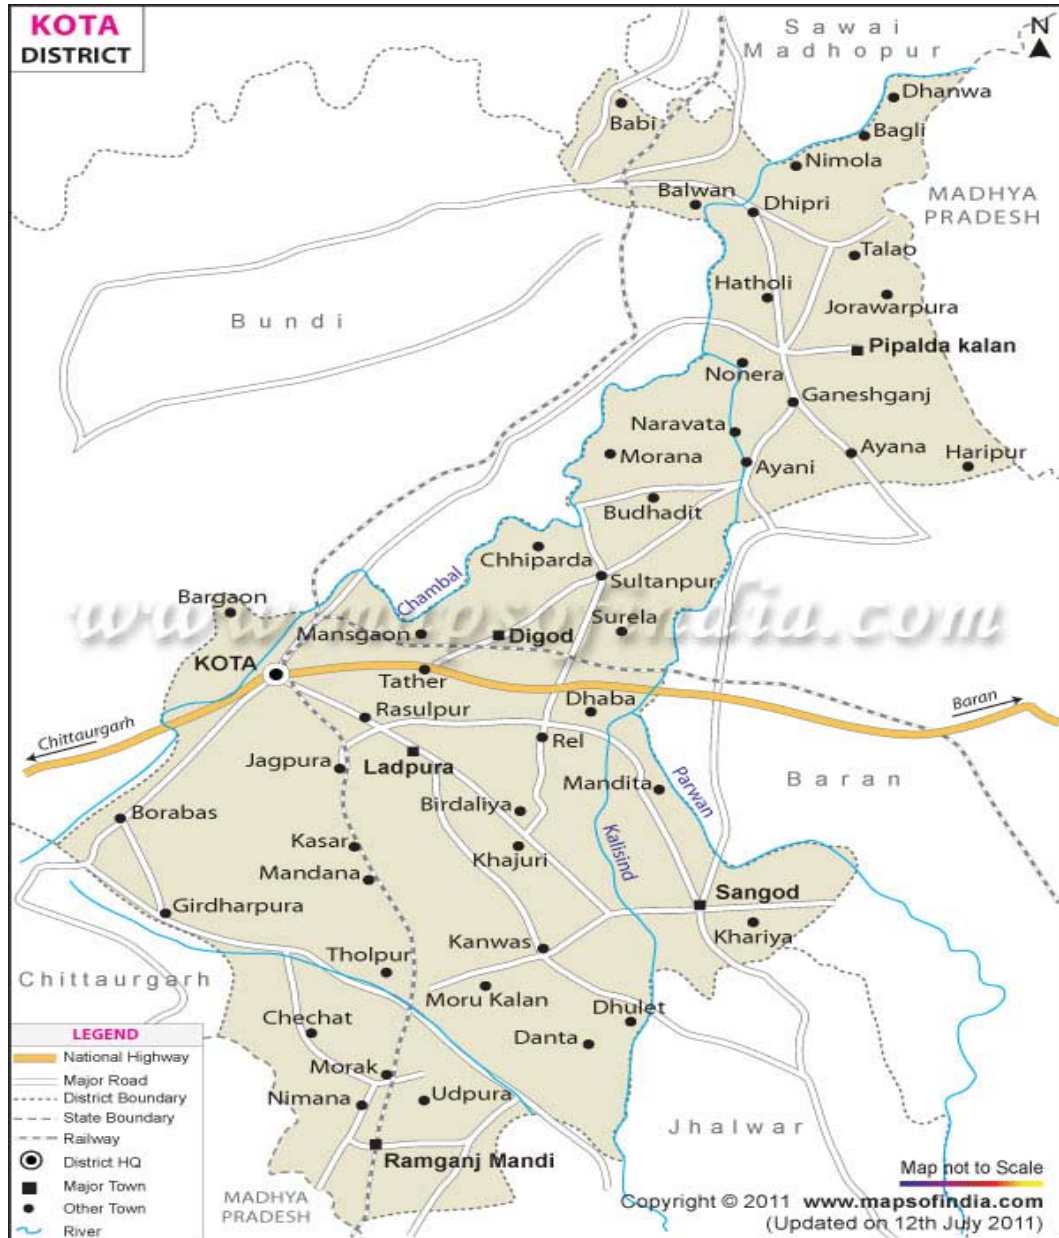 KOTA
DISTRICT
N
Sawai
Madhopur
Dhanwa
Babi
Bagli
Nimola
Balwan
Dhipri
MADHYA
PRADESH
Talao
Hatholi
Jorawarpura
Bundi
Pipalda kalan
Nonera
Ganeshganj
Naravata
Morana
Ayani
Ayana
Haripur
Budhadit
Chhiparda
Sultanpur
Chambal
Bargaon
www.mapsofindia.com
Surela
Mansgaon
Digod
KOTA
Tather
Dhaba
Baran
Rasulpur
Chittaurgarh
Rel
Jagpura
Ladpura
Mandita
Parwan
Baran
Birdaliya
Borabas
Kasar
Khajuri
Kalisind
Mandana
Sangod
Girdharpura
Khariya
Kanwas
Tholpur
Chittaurgarh
Moru Kalan
Dhulet
Chechat
Danta
Morak
Nimana
Udpura
Jhalwar
Ramganj Mandi
MADHYA
PRADESH
LEGEND
National Highway
Major Road
District Boundary
State Boundary
Railway
District HQ
Major Town
Other Town
River
Map not to Scale
Copyright © 2011 www.mapsofindia.com
(Updated on 12th July 2011)